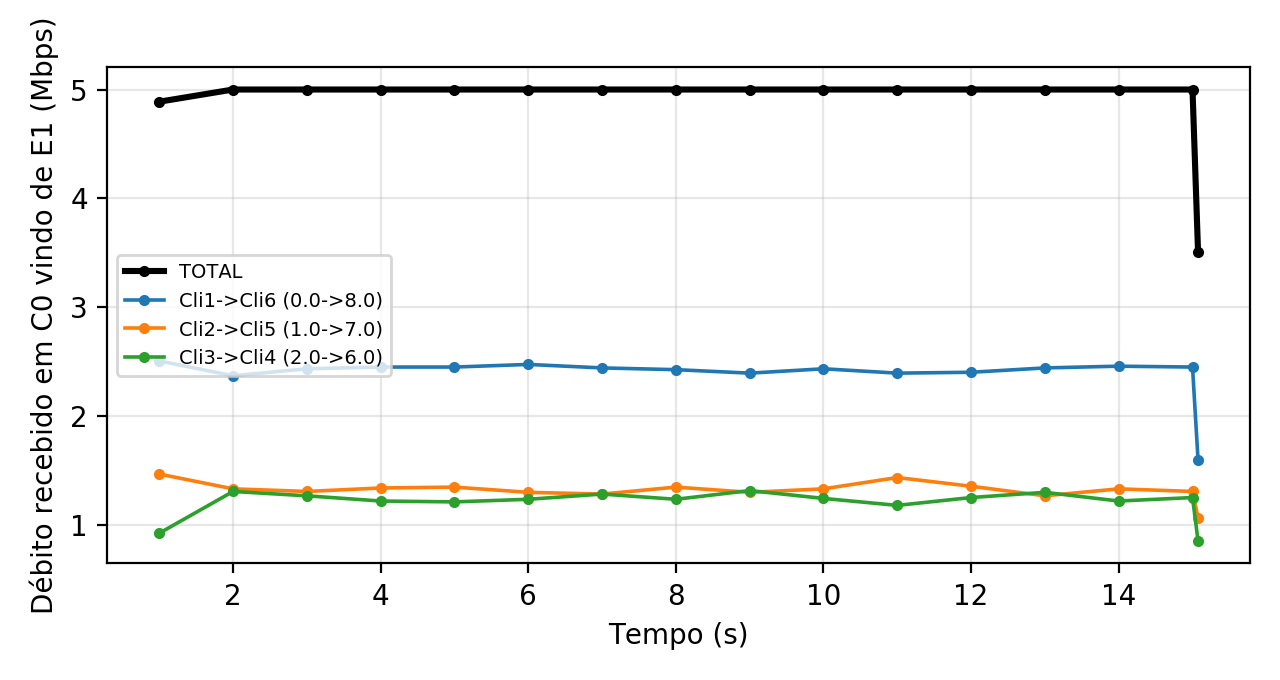 Débito recebido em C0 vindo de E1 (Mbps)
5
4
3
2
1
TOTAL
Cli1->Cli6 (0.0->8.0)
Cli2->Cli5 (1.0->7.0)
Cli3->Cli4 (2.0->6.0)
2 4 6 8 10 12 14
Tempo (s)